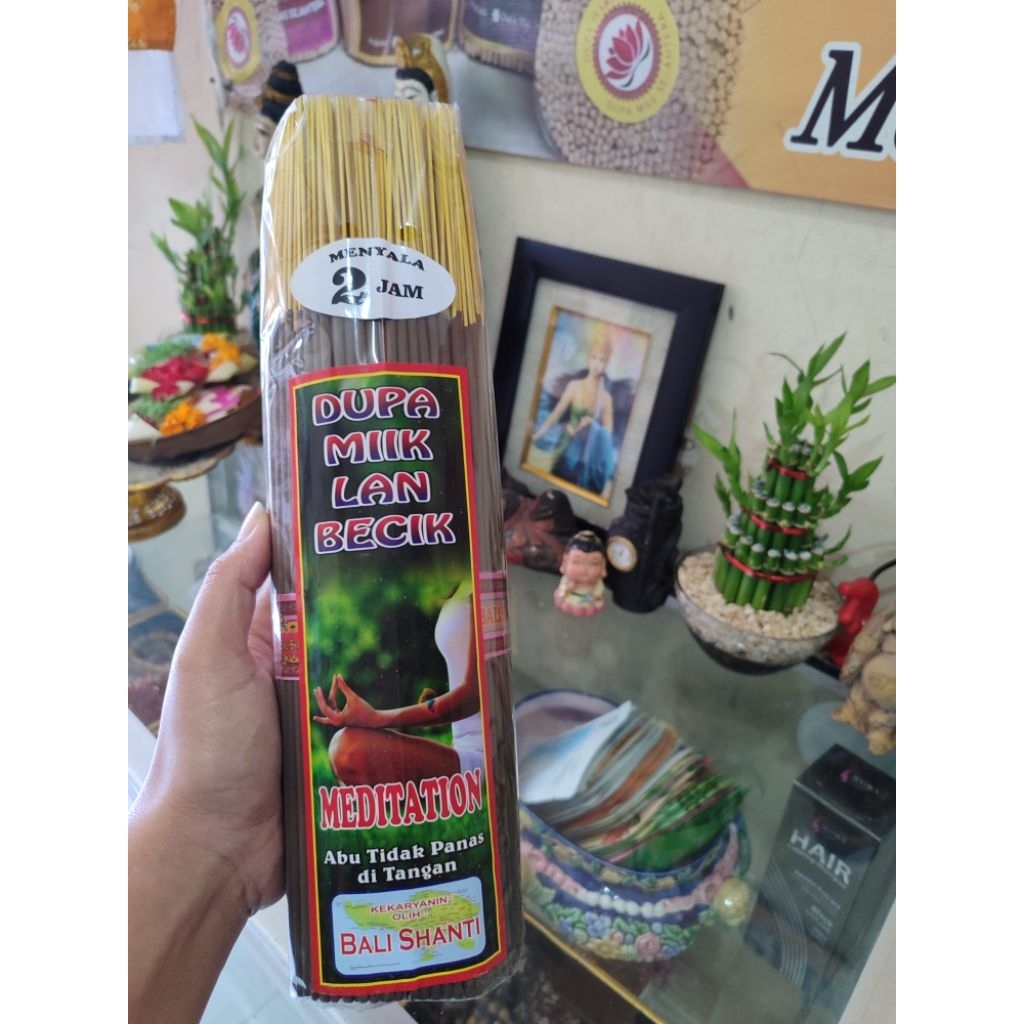 MENYALA
2 JAM
DUPA
MIIK
LAN
BECIK
MEDITATION
Abu Tidak Panas
di Tangan
KEKARYANIN
OLIH
BALI SHANTI
HAIR